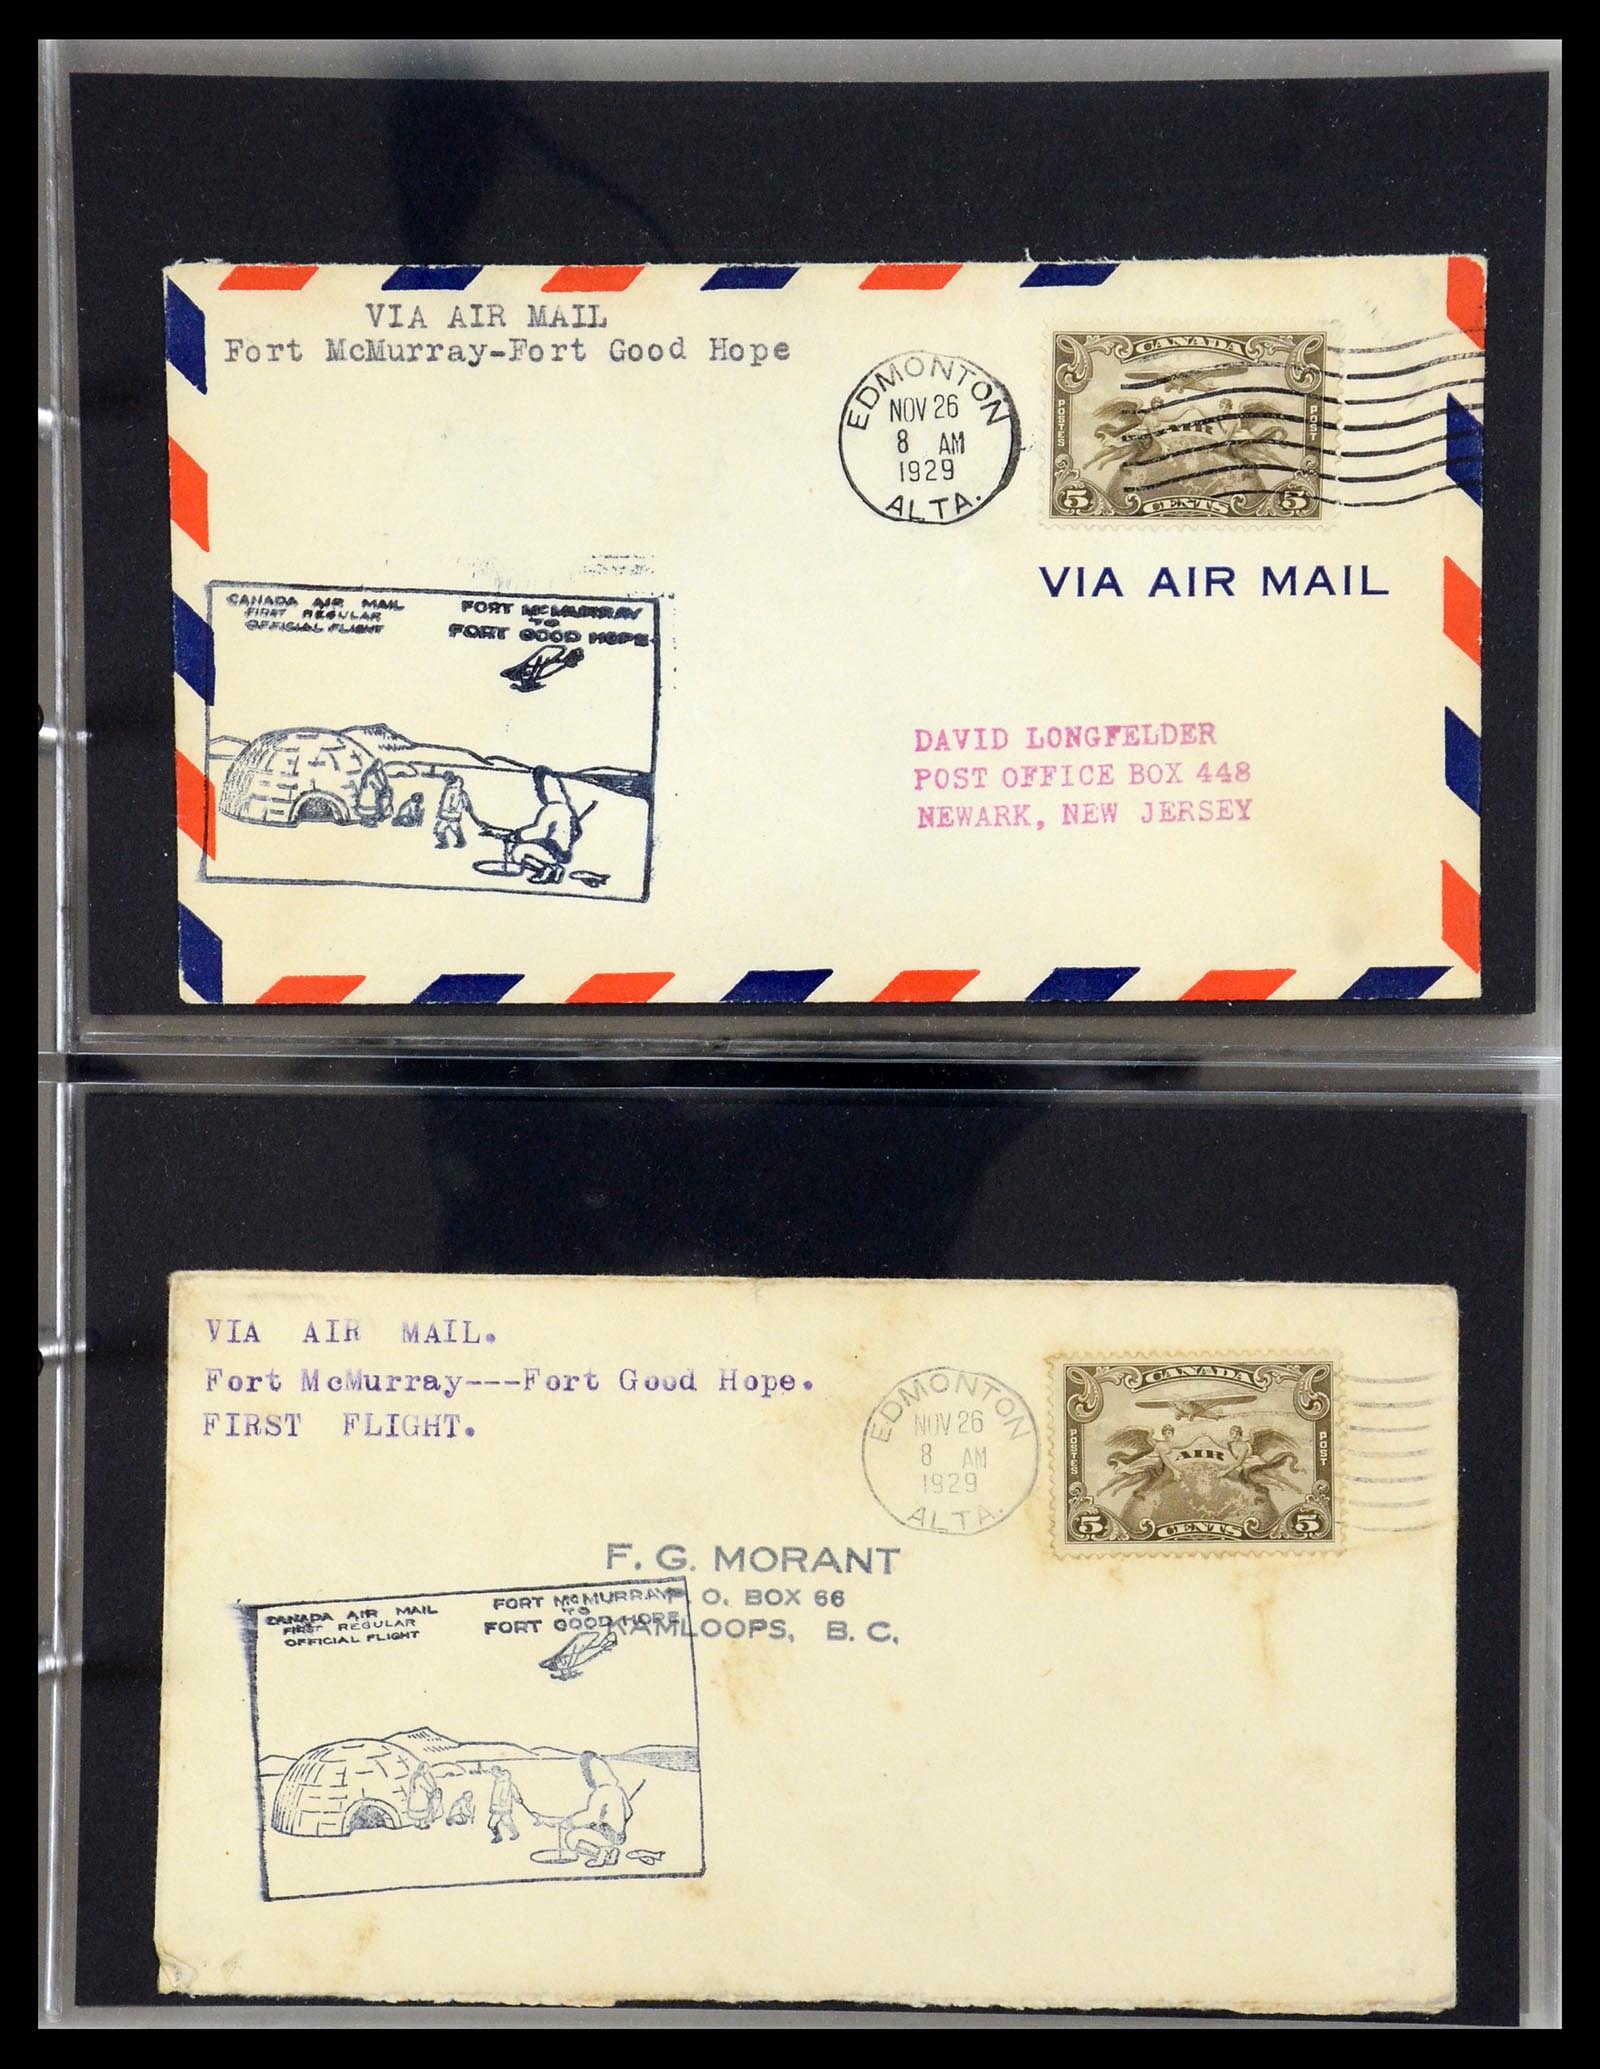 VIA AIR MAIL
Fort McMurray-Fort Good Hope
EDMONTON
NOV 26
8 AM
1929
ALTA.
CANADA
POSTES
AIR
POST
5 CENTS 5
VIA AIR MAIL
CANADA AIR MAIL
FIRST REGULAR
OFFICIAL FLIGHT
FORT McMURRAY
TO
FORT GOOD HOPE
DAVID LONGFELDER
POST OFFICE BOX 448
NEWARK, NEW JERSEY
VIA AIR MAIL.
Fort McMurray---Fort Good Hope.
FIRST FLIGHT.
EDMONTON
NOV 26
8 AM
1929
ALTA.
CANADA
POSTES
AIR
POST
5 CENTS 5
F. G. MORANT
O. BOX 66
KAMLOOPS, B. C.
CANADA AIR MAIL
FIRST REGULAR
OFFICIAL FLIGHT
FORT McMURRAY
TO
FORT GOOD HOPE